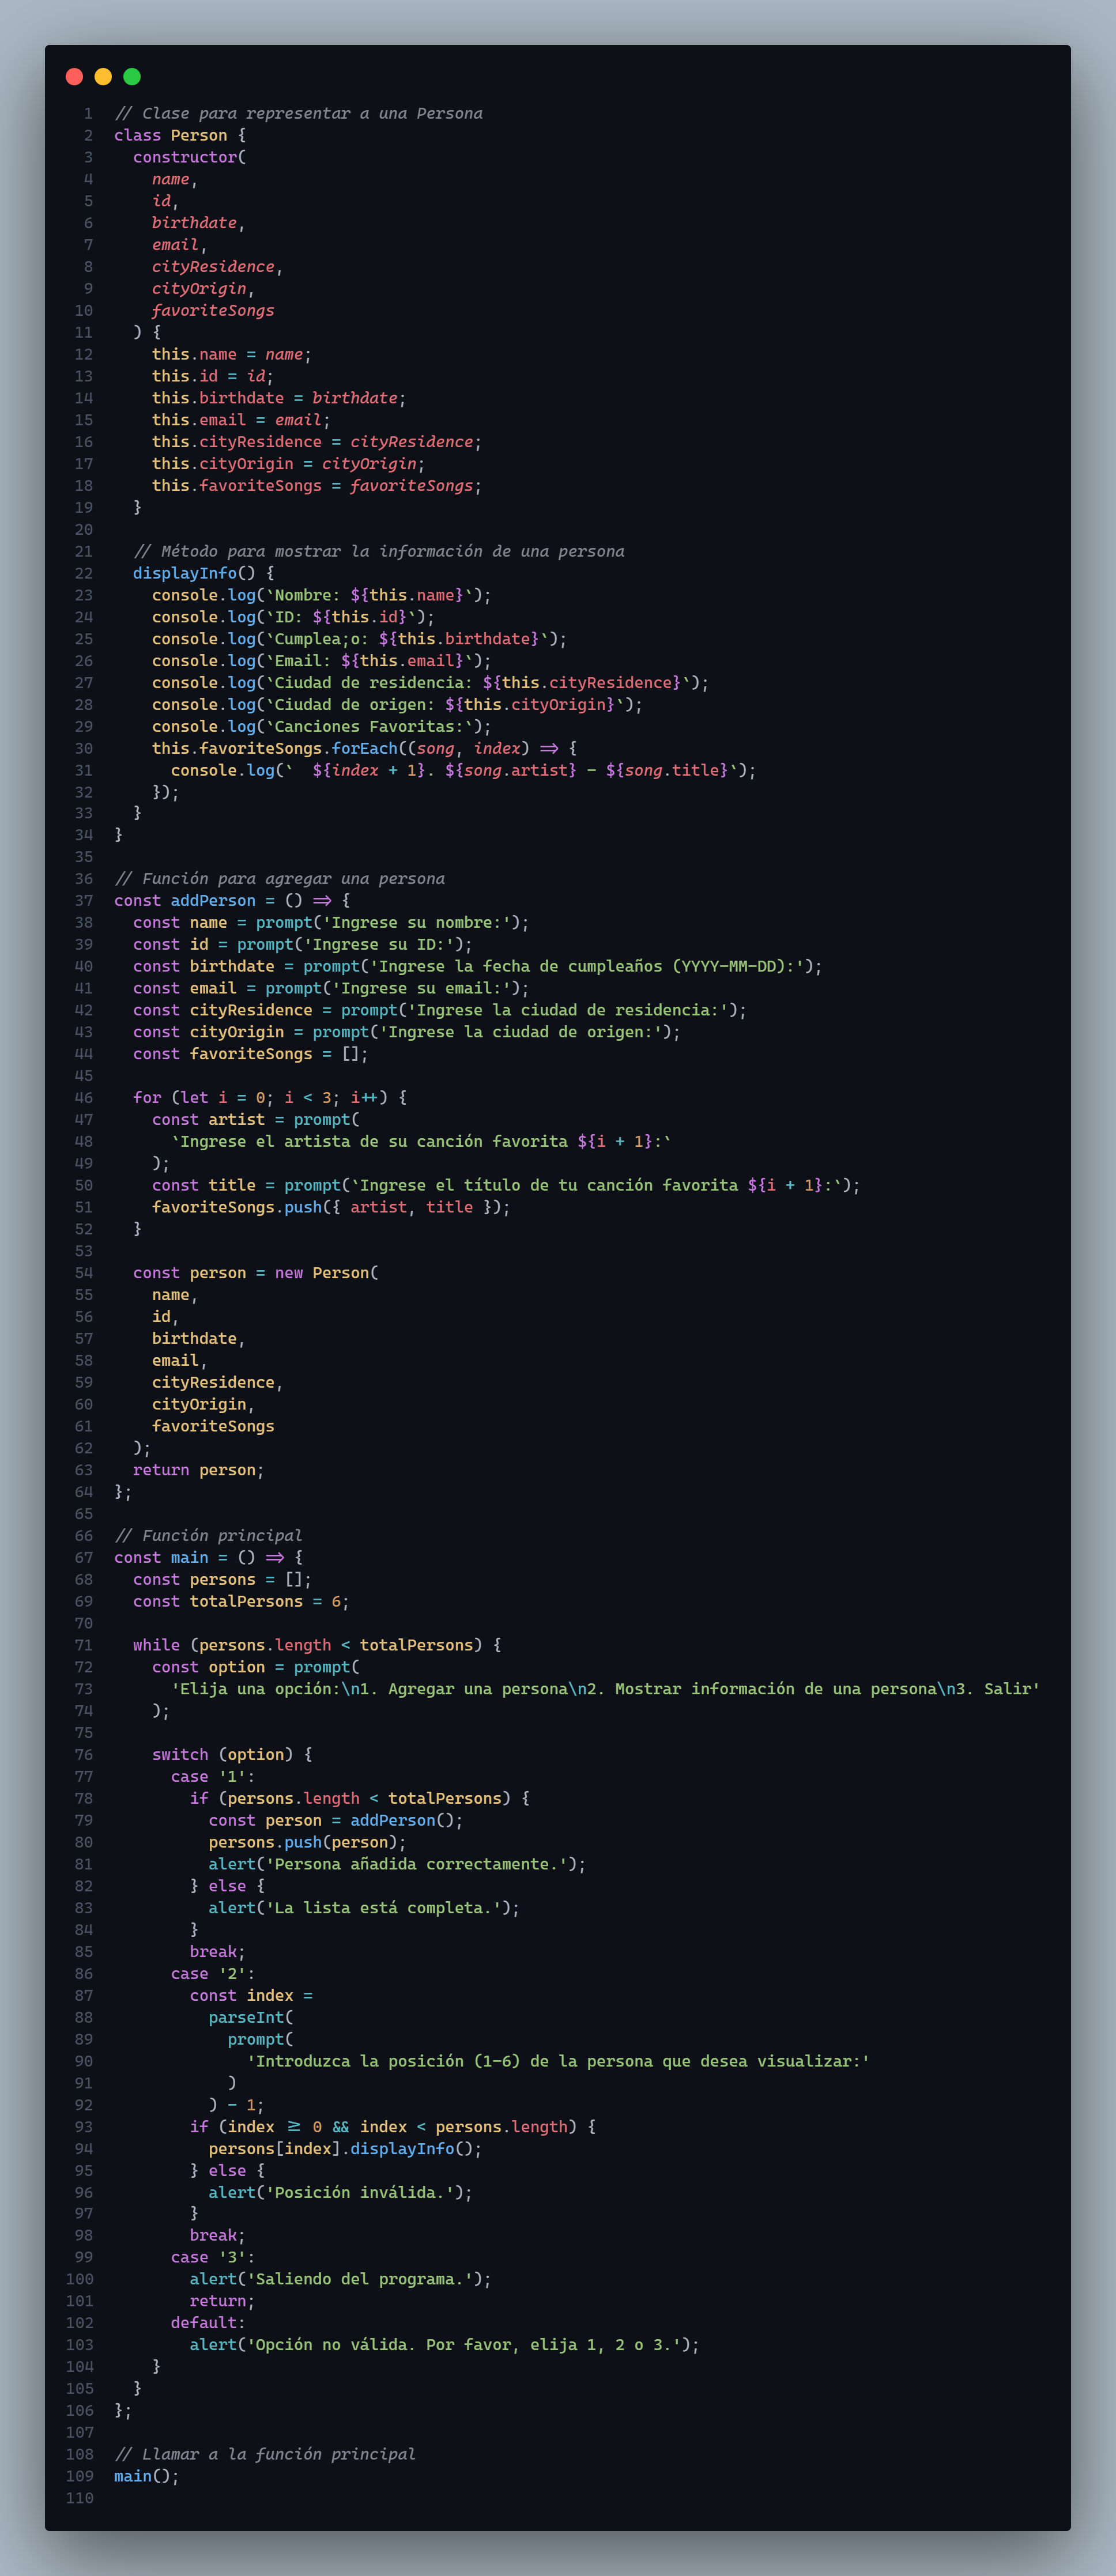 1 // Clase para representar a una Persona
2 class Person {
3   constructor(
4     name,
5     id,
6     birthdate,
7     email,
8     cityResidence,
9     cityOrigin,
10     favoriteSongs
11   ) {
12     this.name = name;
13     this.id = id;
14     this.birthdate = birthdate;
15     this.email = email;
16     this.cityResidence = cityResidence;
17     this.cityOrigin = cityOrigin;
18     this.favoriteSongs = favoriteSongs;
19   }
20
21   // Método para mostrar la información de una persona
22   displayInfo() {
23     console.log(`Nombre: ${this.name}`);
24     console.log(`ID: ${this.id}`);
25     console.log(`Cumplea;o: ${this.birthdate}`);
26     console.log(`Email: ${this.email}`);
27     console.log(`Ciudad de residencia: ${this.cityResidence}`);
28     console.log(`Ciudad de origen: ${this.cityOrigin}`);
29     console.log(`Canciones Favoritas:`);
30     this.favoriteSongs.forEach((song, index) => {
31       console.log(`  ${index + 1}. ${song.artist} - ${song.title}`);
32     });
33   }
34 }
35
36 // Función para agregar una persona
37 const addPerson = () => {
38   const name = prompt('Ingrese su nombre:');
39   const id = prompt('Ingrese su ID:');
40   const birthdate = prompt('Ingrese la fecha de cumpleaños (YYYY-MM-DD):');
41   const email = prompt('Ingrese su email:');
42   const cityResidence = prompt('Ingrese la ciudad de residencia:');
43   const cityOrigin = prompt('Ingrese la ciudad de origen:');
44   const favoriteSongs = [];
45
46   for (let i = 0; i < 3; i++) {
47     const artist = prompt(
48       `Ingrese el artista de su canción favorita ${i + 1}:`
49     );
50     const title = prompt(`Ingrese el título de tu canción favorita ${i + 1}:`);
51     favoriteSongs.push({ artist, title });
52   }
53
54   const person = new Person(
55     name,
56     id,
57     birthdate,
58     email,
59     cityResidence,
60     cityOrigin,
61     favoriteSongs
62   );
63   return person;
64 };
65
66 // Función principal
67 const main = () => {
68   const persons = [];
69   const totalPersons = 6;
70
71   while (persons.length < totalPersons) {
72     const option = prompt(
73       'Elija una opción:\n1. Agregar una persona\n2. Mostrar información de una persona\n3. Salir'
74     );
75
76     switch (option) {
77       case '1':
78         if (persons.length < totalPersons) {
79           const person = addPerson();
80           persons.push(person);
81           alert('Persona añadida correctamente.');
82         } else {
83           alert('La lista está completa.');
84         }
85         break;
86       case '2':
87         const index =
88           parseInt(
89             prompt(
90               'Introduzca la posición (1-6) de la persona que desea visualizar:'
91             )
92           ) - 1;
93         if (index >= 0 && index < persons.length) {
94           persons[index].displayInfo();
95         } else {
96           alert('Posición inválida.');
97         }
98         break;
99       case '3':
100         alert('Saliendo del programa.');
101         return;
102       default:
103         alert('Opción no válida. Por favor, elija 1, 2 o 3.');
104     }
105   }
106 };
107
108 // Llamar a la función principal
109 main();
110